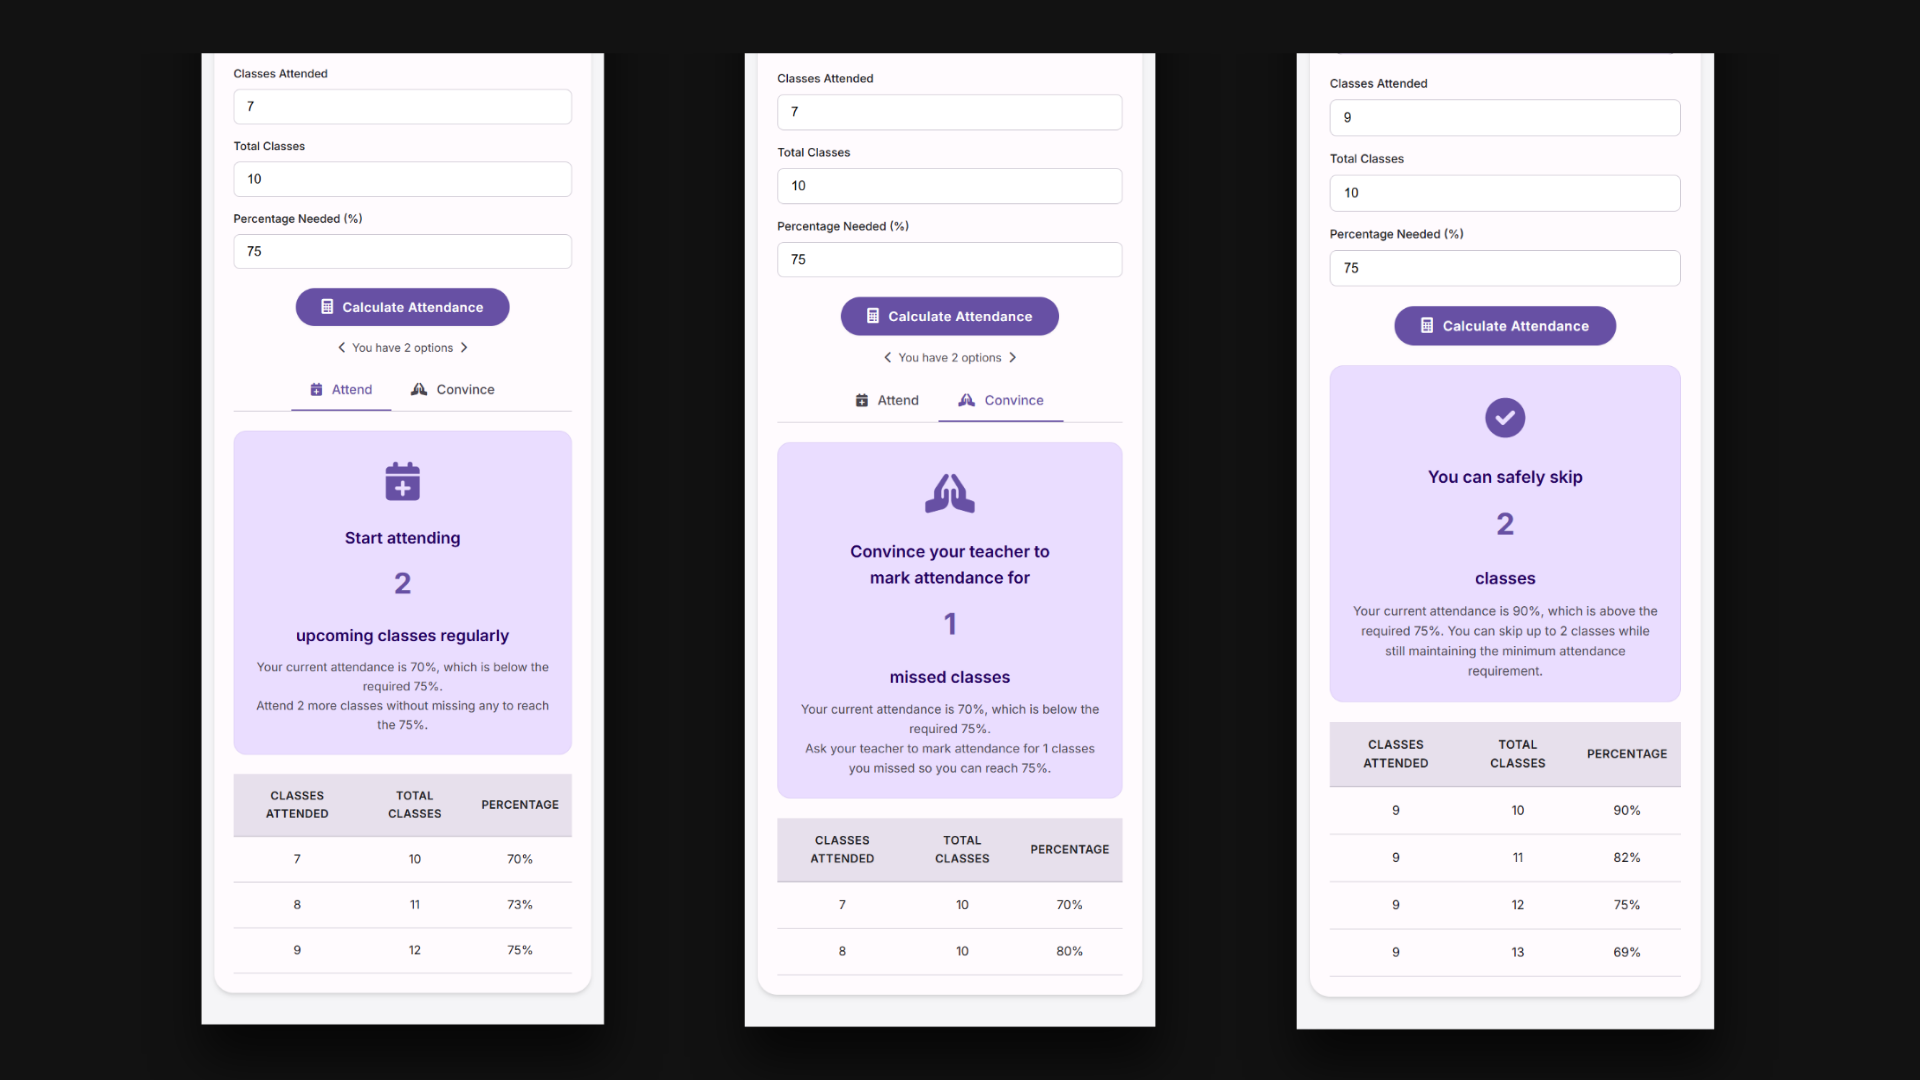 Classes Attended
7
Total Classes
10
Percentage Needed (%)
75
Calculate Attendance
You have 2 options
Attend Convince
Start attending
2
upcoming classes regularly
Your current attendance is 70%, which is below the
required 75%.
Attend 2 more classes without missing any to reach
the 75%.
CLASSES ATTENDED TOTAL CLASSES PERCENTAGE
7 10 70%
8 11 73%
9 12 75%
Classes Attended
7
Total Classes
10
Percentage Needed (%)
75
Calculate Attendance
You have 2 options
Attend Convince
Convince your teacher to
mark attendance for
1
missed classes
Your current attendance is 70%, which is below the
required 75%.
Ask your teacher to mark attendance for 1 classes
you missed so you can reach 75%.
CLASSES ATTENDED TOTAL CLASSES PERCENTAGE
7 10 70%
8 10 80%
Classes Attended
9
Total Classes
10
Percentage Needed (%)
75
Calculate Attendance
You can safely skip
2
classes
Your current attendance is 90%, which is above the
required 75%. You can skip up to 2 classes while
still maintaining the minimum attendance
requirement.
CLASSES ATTENDED TOTAL CLASSES PERCENTAGE
9 10 90%
9 11 82%
9 12 75%
9 13 69%